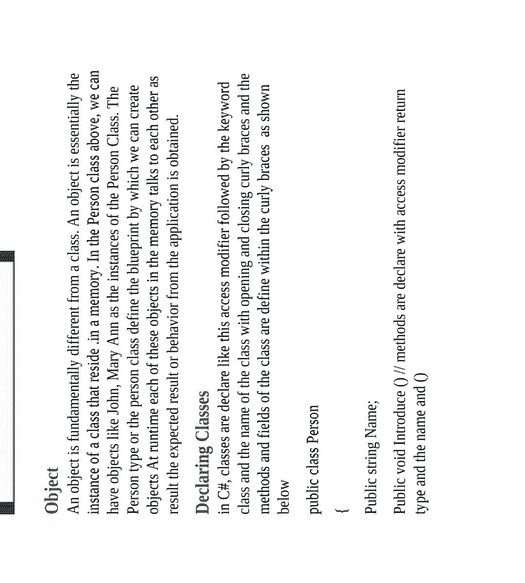 Object
An object is fundamentally different from a class. An object is essentially the
instance of a class that reside .in a memory. In the Person class above, we can
have objects like John, Mary Ann as the instances of the Person Class. The
Person type or the person class define the blueprint by which we can create
objects At runtime each of these objects in the memory talks to each other as
result the expected result or behavior from the application is obtained.
Declaring Classes
in C#, classes are declare like this access modifier followed by the keyword
class and the name of the class with opening and closing curly braces and the
methods and fields of the class are define within the curly braces as shown
below
public class Person
{
Public string Name;
Public void Introduce () // methods are declare with access modifier return
type and the name and ()